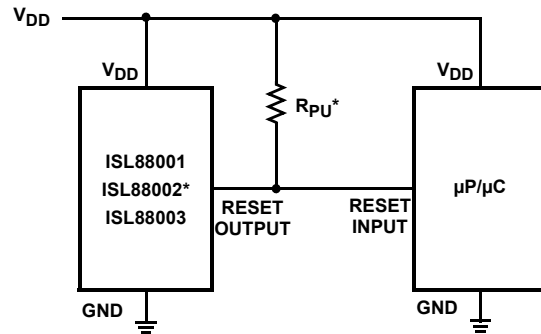 VDD
VDD
VDD
RPU*
ISL88001
ISL88002*
ISL88003
µP/µC
RESET
OUTPUT
RESET
INPUT
GND
GND